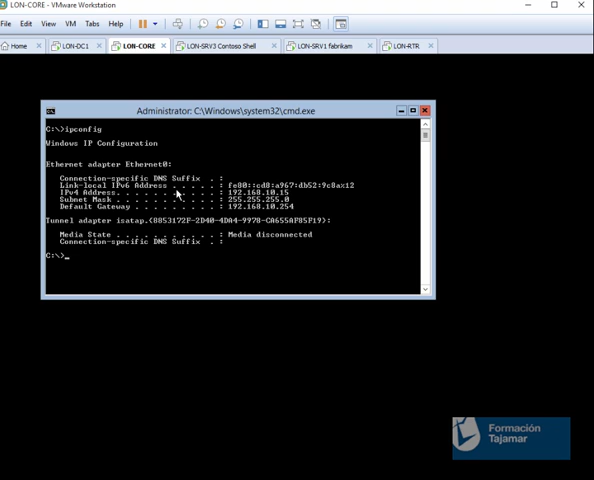 LON-CORE - VMware Workstation
File Edit View VM Tabs Help
Home LON-DC1 LON-CORE LON-SRV3 Contoso Shell LON-SRV1 fabrikam LON-RTR
Administrator: C:\Windows\system32\cmd.exe
C:\>ipconfig
Windows IP Configuration
Ethernet adapter Ethernet0:
Connection-specific DNS Suffix . :
Link-local IPv6 Address . . . . . : fe80::cd8:a967:db52:9c8ax12
IPv4 Address. . . . . . . . . . . : 192.168.10.15
Subnet Mask . . . . . . . . . . . : 255.255.255.0
Default Gateway . . . . . . . . . : 192.168.10.254
Tunnel adapter isatap.{8853172F-2D40-4DA4-9978-CA655AF85F19}:
Media State . . . . . . . . . . . : Media disconnected
Connection-specific DNS Suffix . :
C:\>_
Formación
Tajamar